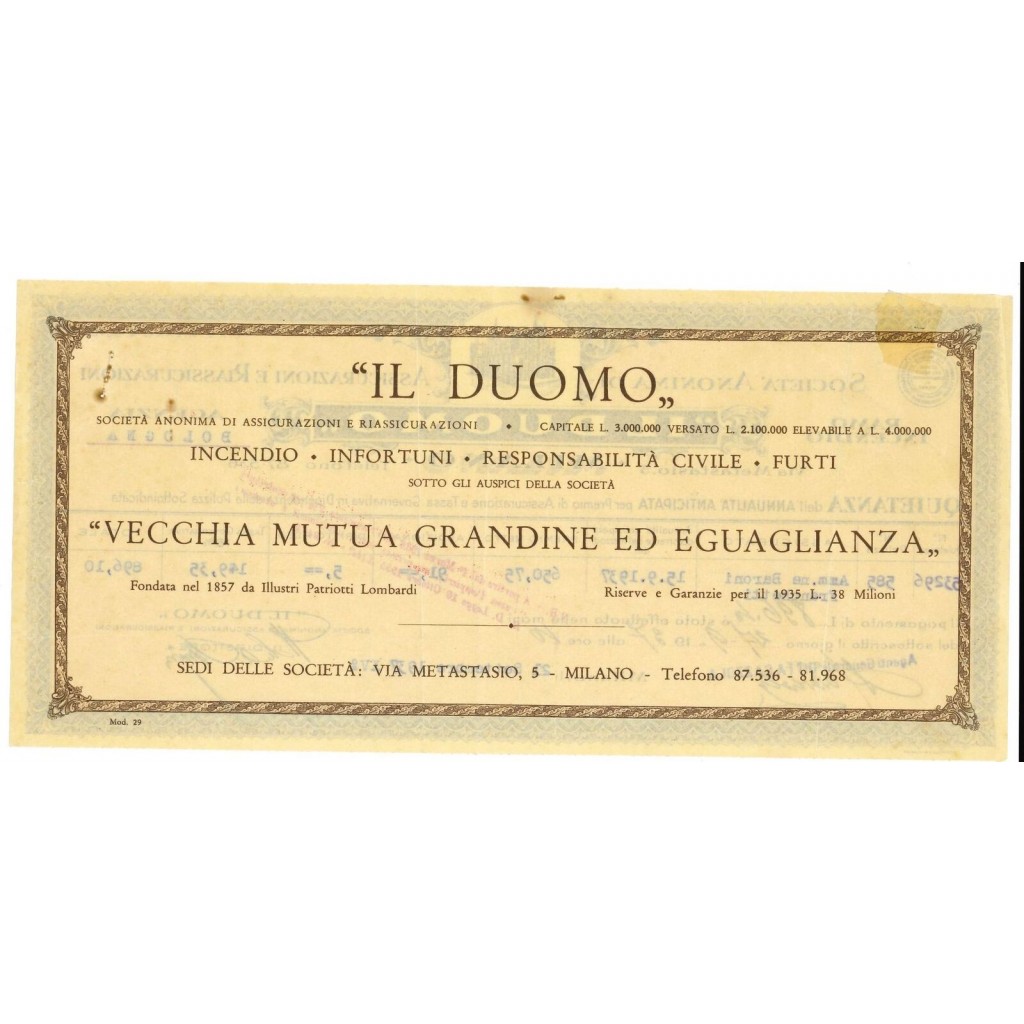 “IL DUOMO„
SOCIETÀ ANONIMA DI ASSICURAZIONI E RIASSICURAZIONI • CAPITALE L. 3.000.000 VERSATO L. 2.100.000 ELEVABILE A L. 4.000.000
INCENDIO • INFORTUNI • RESPONSABILITÀ CIVILE • FURTI
SOTTO GLI AUSPICI DELLA SOCIETÀ
“VECCHIA MUTUA GRANDINE ED EGUAGLIANZA„
Fondata nel 1857 da Illustri Patriotti Lombardi
Riserve e Garanzie per il 1935 L. 38 Milioni
SEDI DELLE SOCIETÀ: VIA METASTASIO, 5 - MILANO - Telefono 87.536 - 81.968
Mod. 29